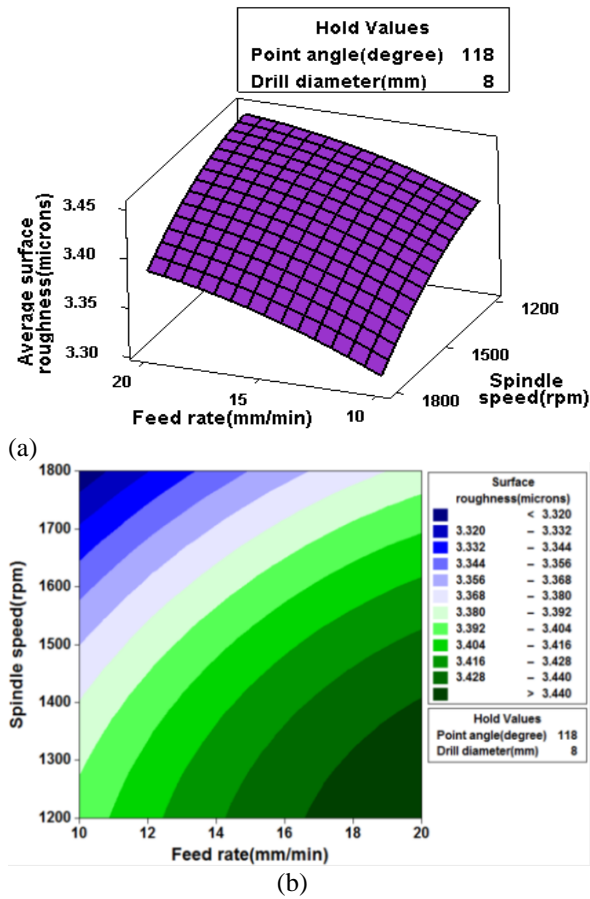 Hold Values
Point angle(degree) 118
Drill diameter(mm) 8
Average surface
roughness(microns)
3.45
3.40
3.35
3.30
20
15
10
Feed rate(mm/min)
1200
1500
1800
Spindle
speed(rpm)
(a)
Spindle speed(rpm)
1800
1700
1600
1500
1400
1300
1200
10 12 14 16 18 20
Feed rate(mm/min)
Surface
roughness(microns)
< 3.320
3.320 – 3.332
3.332 – 3.344
3.344 – 3.356
3.356 – 3.368
3.368 – 3.380
3.380 – 3.392
3.392 – 3.404
3.404 – 3.416
3.416 – 3.428
3.428 – 3.440
> 3.440
Hold Values
Point angle(degree) 118
Drill diameter(mm) 8
(b)